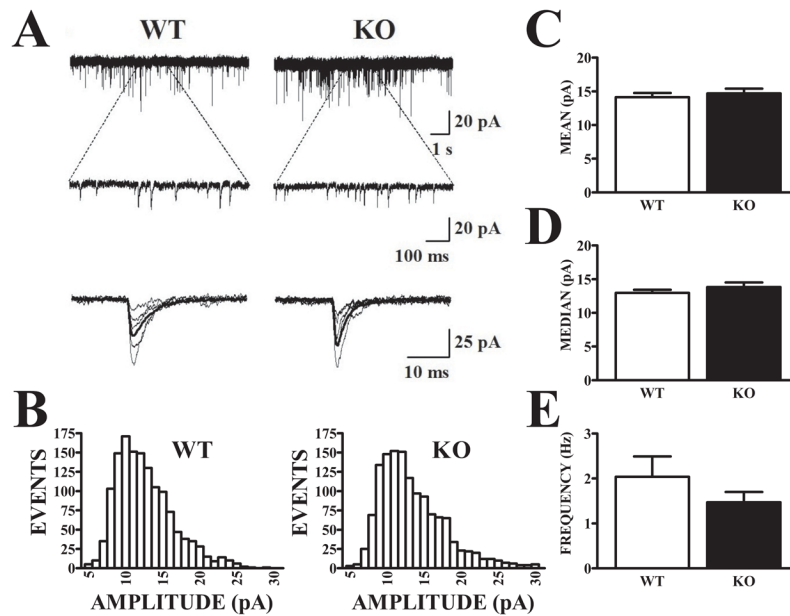 A
WT
KO
20 pA
1 s
20 pA
100 ms
25 pA
10 ms
B
WT
EVENTS
175
150
125
100
75
50
25
0
5
10
15
20
25
30
AMPLITUDE (pA)
KO
EVENTS
175
150
125
100
75
50
25
0
5
10
15
20
25
30
AMPLITUDE (pA)
C
MEAN (pA)
20
15
10
5
0
WT
KO
D
MEDIAN (pA)
20
15
10
5
0
WT
KO
E
FREQUENCY (Hz)
3
2
1
0
WT
KO